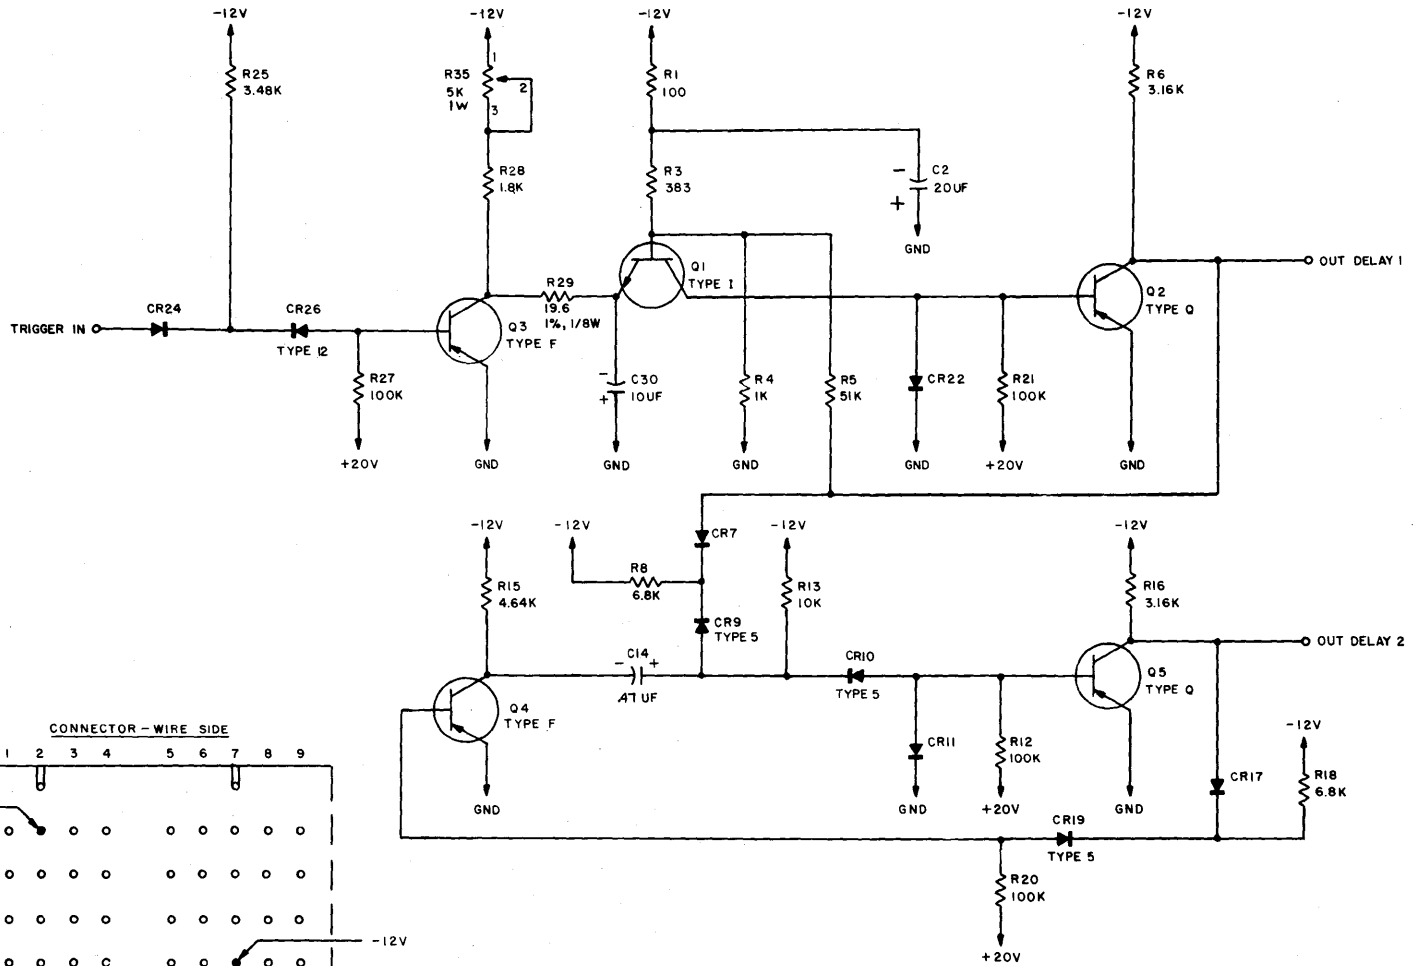 -12V -12V -12V -12V
R25
3.48K
R35
5K
1W
1
2
3
R1
100
R6
3.16K
R28
1.8K
R3
383
C2
20UF
-
+
GND
Q1
TYPE I
OUT DELAY 1
TRIGGER IN
CR24
CR26
TYPE 12
R29
19.6
1%, 1/8W
Q3
TYPE F
Q2
TYPE Q
R27
100K
-
+
C30
10UF
R4
1K
R5
51K
CR22
R21
100K
+20V GND GND GND GND +20V GND
-12V -12V -12V -12V
CR7
R15
4.64K
R8
6.8K
R13
10K
R16
3.16K
CR9
TYPE 5
OUT DELAY 2
- C14 +
.47 UF
CR10
TYPE 5
Q4
TYPE F
Q5
TYPE Q
CR11
R12
100K
-12V
CR17
R18
6.8K
GND GND +20V GND
CR19
TYPE 5
R20
100K
+20V
CONNECTOR - WIRE SIDE
1 2 3 4 5 6 7 8 9
-12V